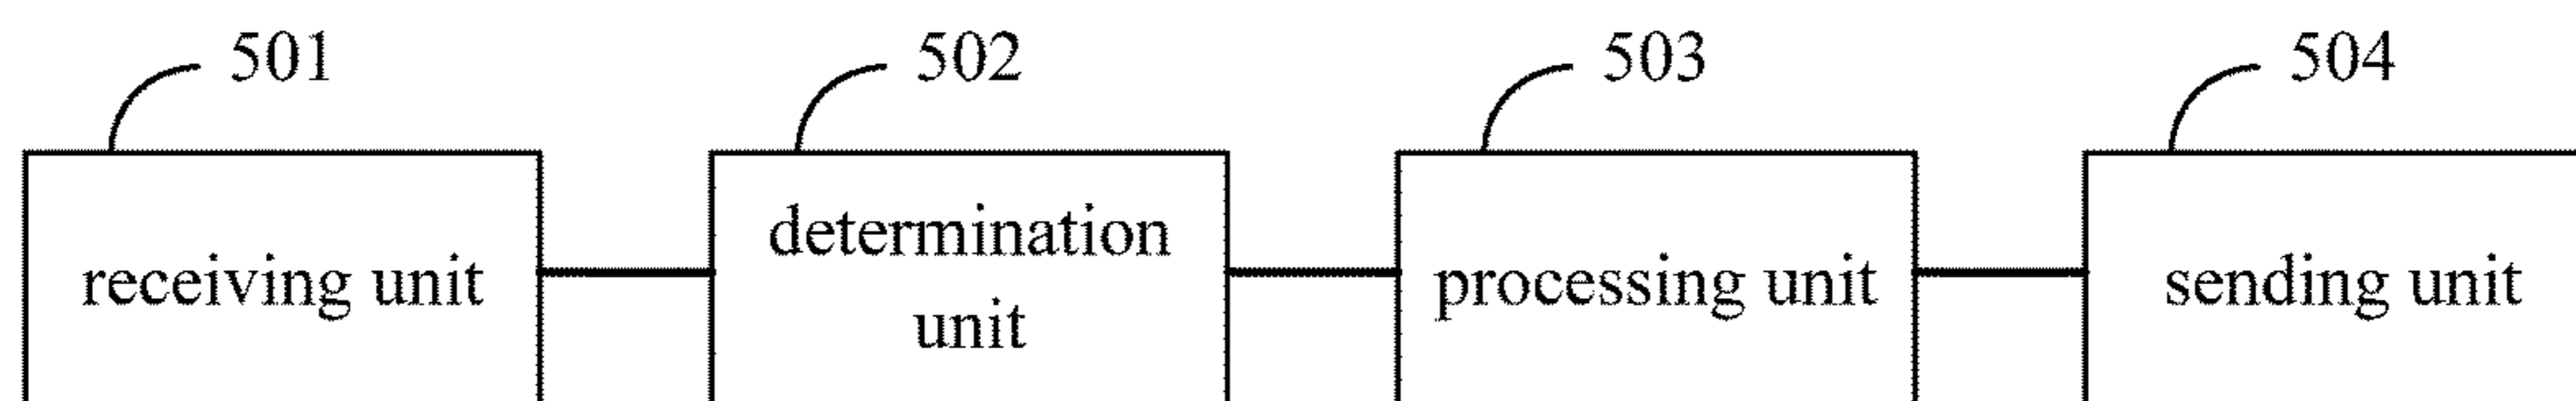 501
502
503
504
receiving unit
determination
unit
processing unit
sending unit